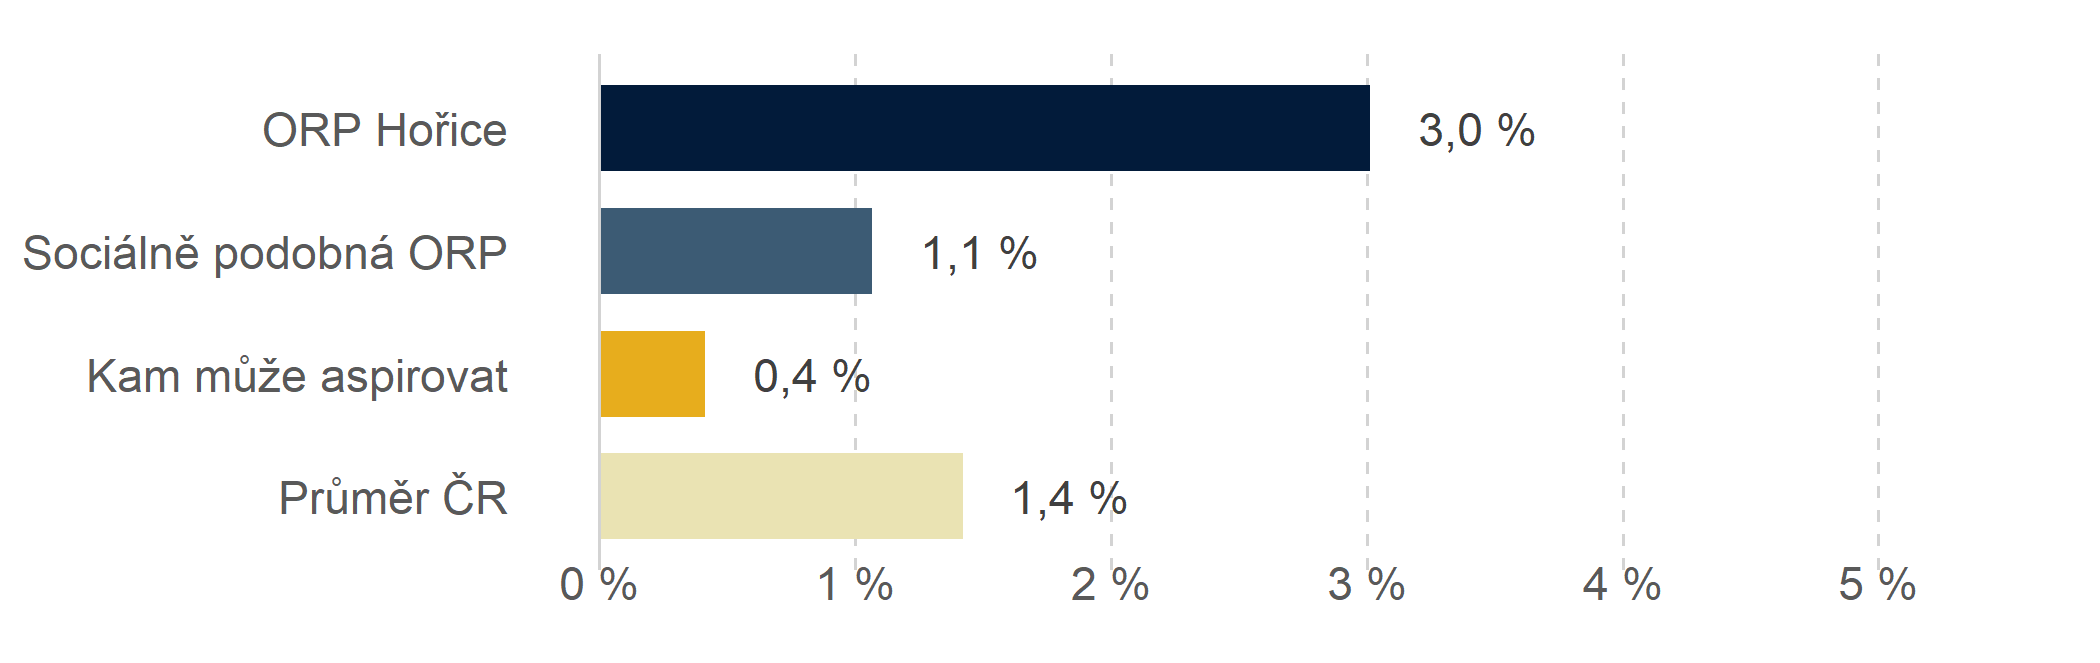 ORP Hořice
3,0 %
Sociálně podobná ORP
1,1 %
Kam může aspirovat
0,4 %
Průměr ČR
1,4 %
0 %
1 %
2 %
3 %
4 %
5 %